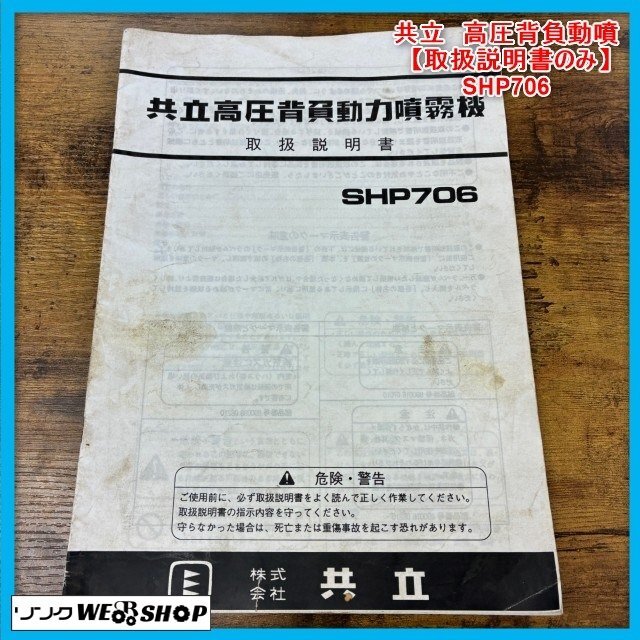 共立 高圧背負動噴
【取扱説明書のみ】
SHP706
共立高圧背負動力噴霧機
取扱説明書
SHP706
危険・警告
ご使用前に、必ず取扱説明書をよく読んで正しく作業してください。
取扱説明書の指示内容を守ってください。
守らなかった場合は、死亡または重傷事故を起こす恐れがあります。
株式会社 共立
リンク WEB SHOP